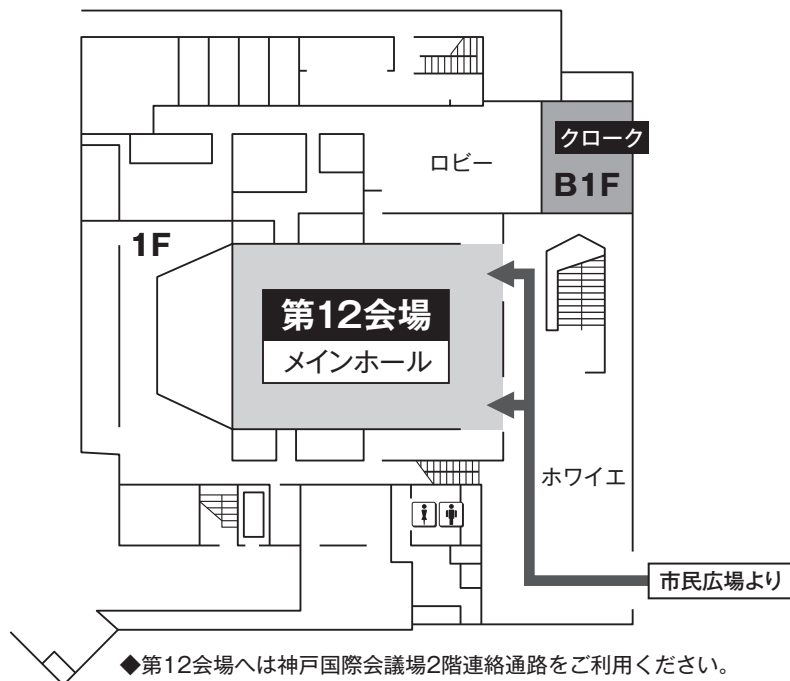 クローク
ロビー
B1F
1F
第12会場
メインホール
ホワイエ
市民広場より
◆第12会場へは神戸国際会議場2階連絡通路をご利用ください。